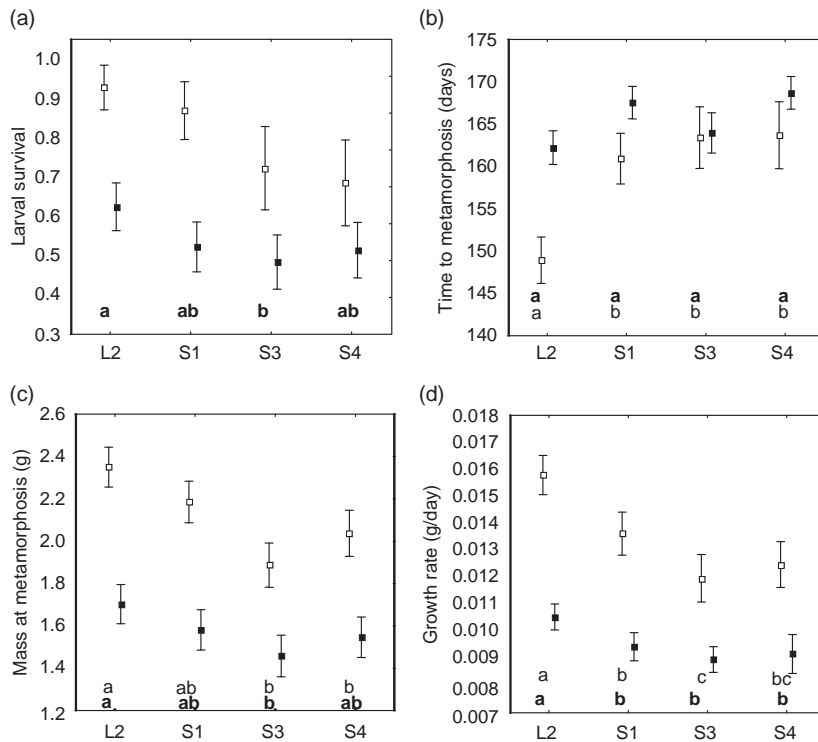 (a)
Larval survival
1.0
0.9
0.8
0.7
0.6
0.5
0.4
0.3
a ab b ab
L2 S1 S3 S4
(b)
Time to metamorphosis (days)
175
170
165
160
155
150
145
140
a a a a
a b b b
L2 S1 S3 S4
(c)
Mass at metamorphosis (g)
2.6
2.4
2.2
2.0
1.8
1.6
1.4
1.2
a ab b b
a ab b ab
L2 S1 S3 S4
(d)
Growth rate (g/day)
0.018
0.017
0.016
0.015
0.014
0.013
0.012
0.011
0.010
0.009
0.008
0.007
a b c bc
a b b b
L2 S1 S3 S4